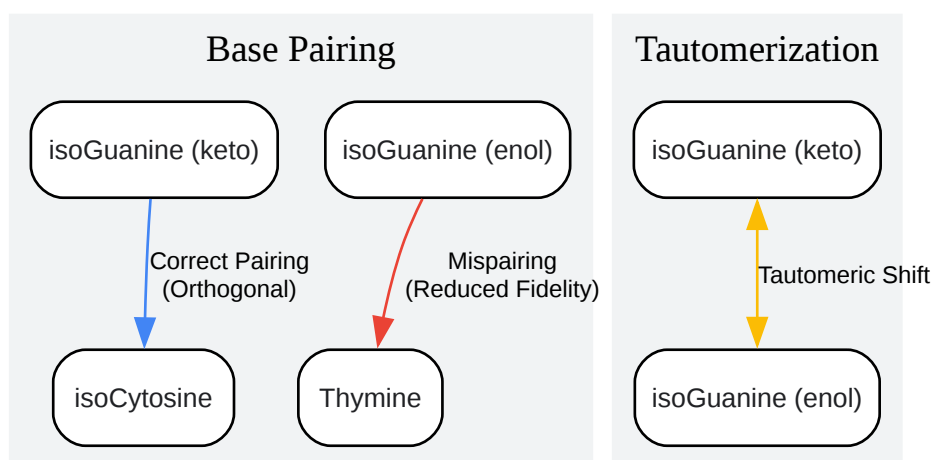 Base Pairing
isoGuanine (keto)
isoGuanine (enol)
Correct Pairing
(Orthogonal)
Mispairing
(Reduced Fidelity)
isoCytosine
Thymine
Tautomerization
isoGuanine (keto)
Tautomeric Shift
isoGuanine (enol)